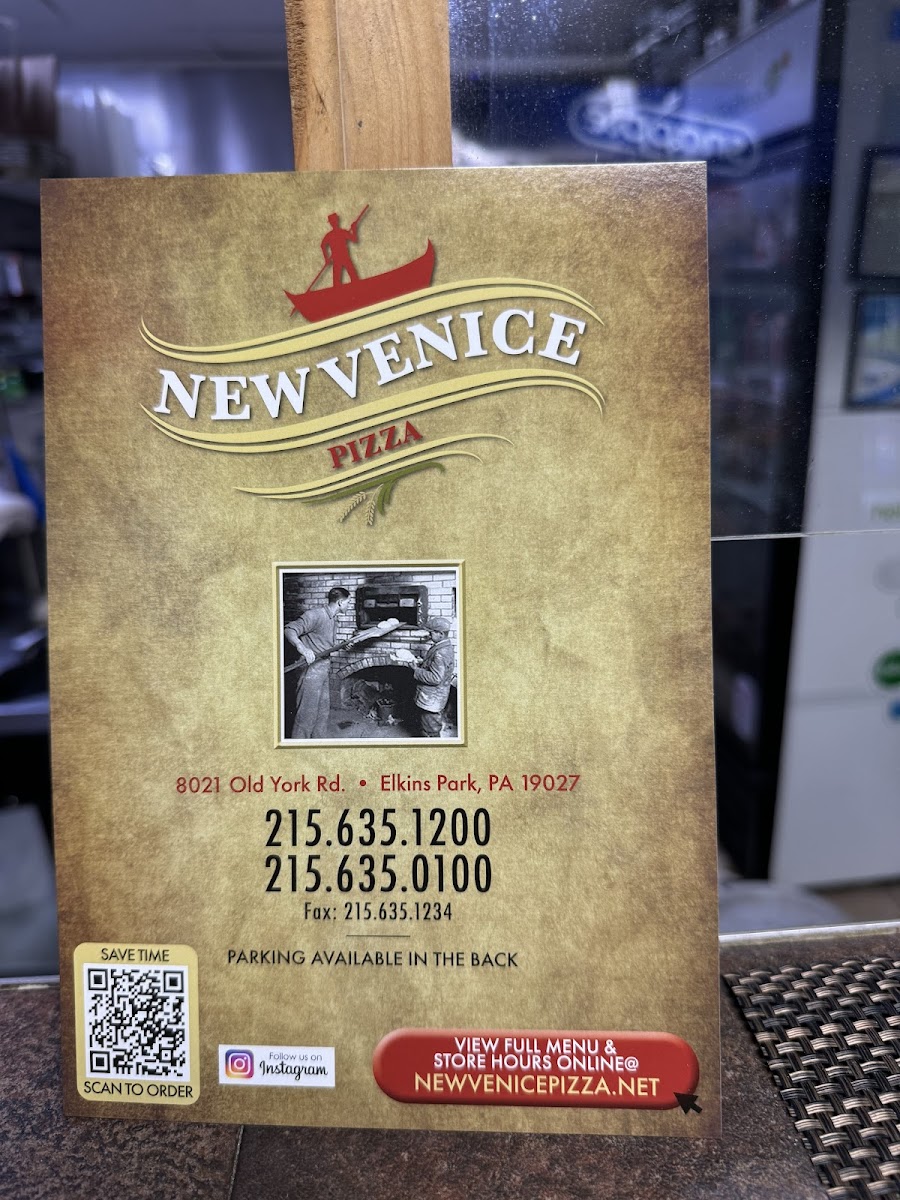 NEW VENICE
PIZZA
8021 Old York Rd. • Elkins Park, PA 19027
215.635.1200
215.635.0100
Fax: 215.635.1234
PARKING AVAILABLE IN THE BACK
SAVE TIME
SCAN TO ORDER
Follow us on
Instagram
VIEW FULL MENU &
STORE HOURS ONLINE@
NEWVENICEPIZZA.NET